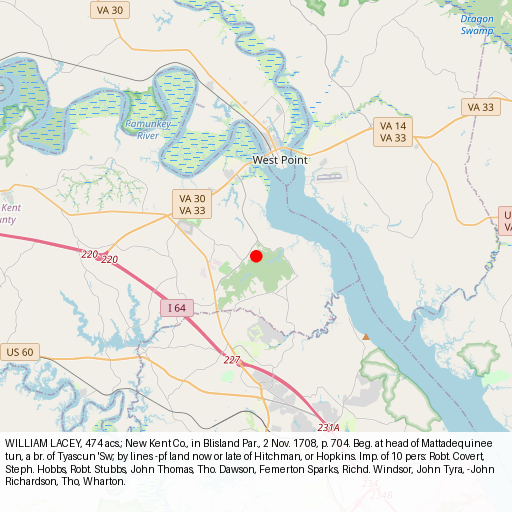 VA 30
Dragon
Swamp
VA 33
Pamunkey
River
VA 14
VA 33
West Point
VA 30
VA 33
Kent
ounty
U
VA
220
220
I 64
US 60
227
231A
234B
WILLIAM LACEY, 474 acs.; New Kent Co., in Blisland Par., 2 Nov. 1708, p. 704. Beg. at head of Mattadequinee
tun, a br. of Tyascun 'Sw, by lines -pf land now or late of Hitchman, or Hopkins. Imp. of 10 pers: Robt. Covert,
Steph. Hobbs, Robt. Stubbs, John Thomas, Tho. Dawson, Femerton Sparks, Richd. Windsor, John Tyra, -John
Richardson, Tho, Wharton.